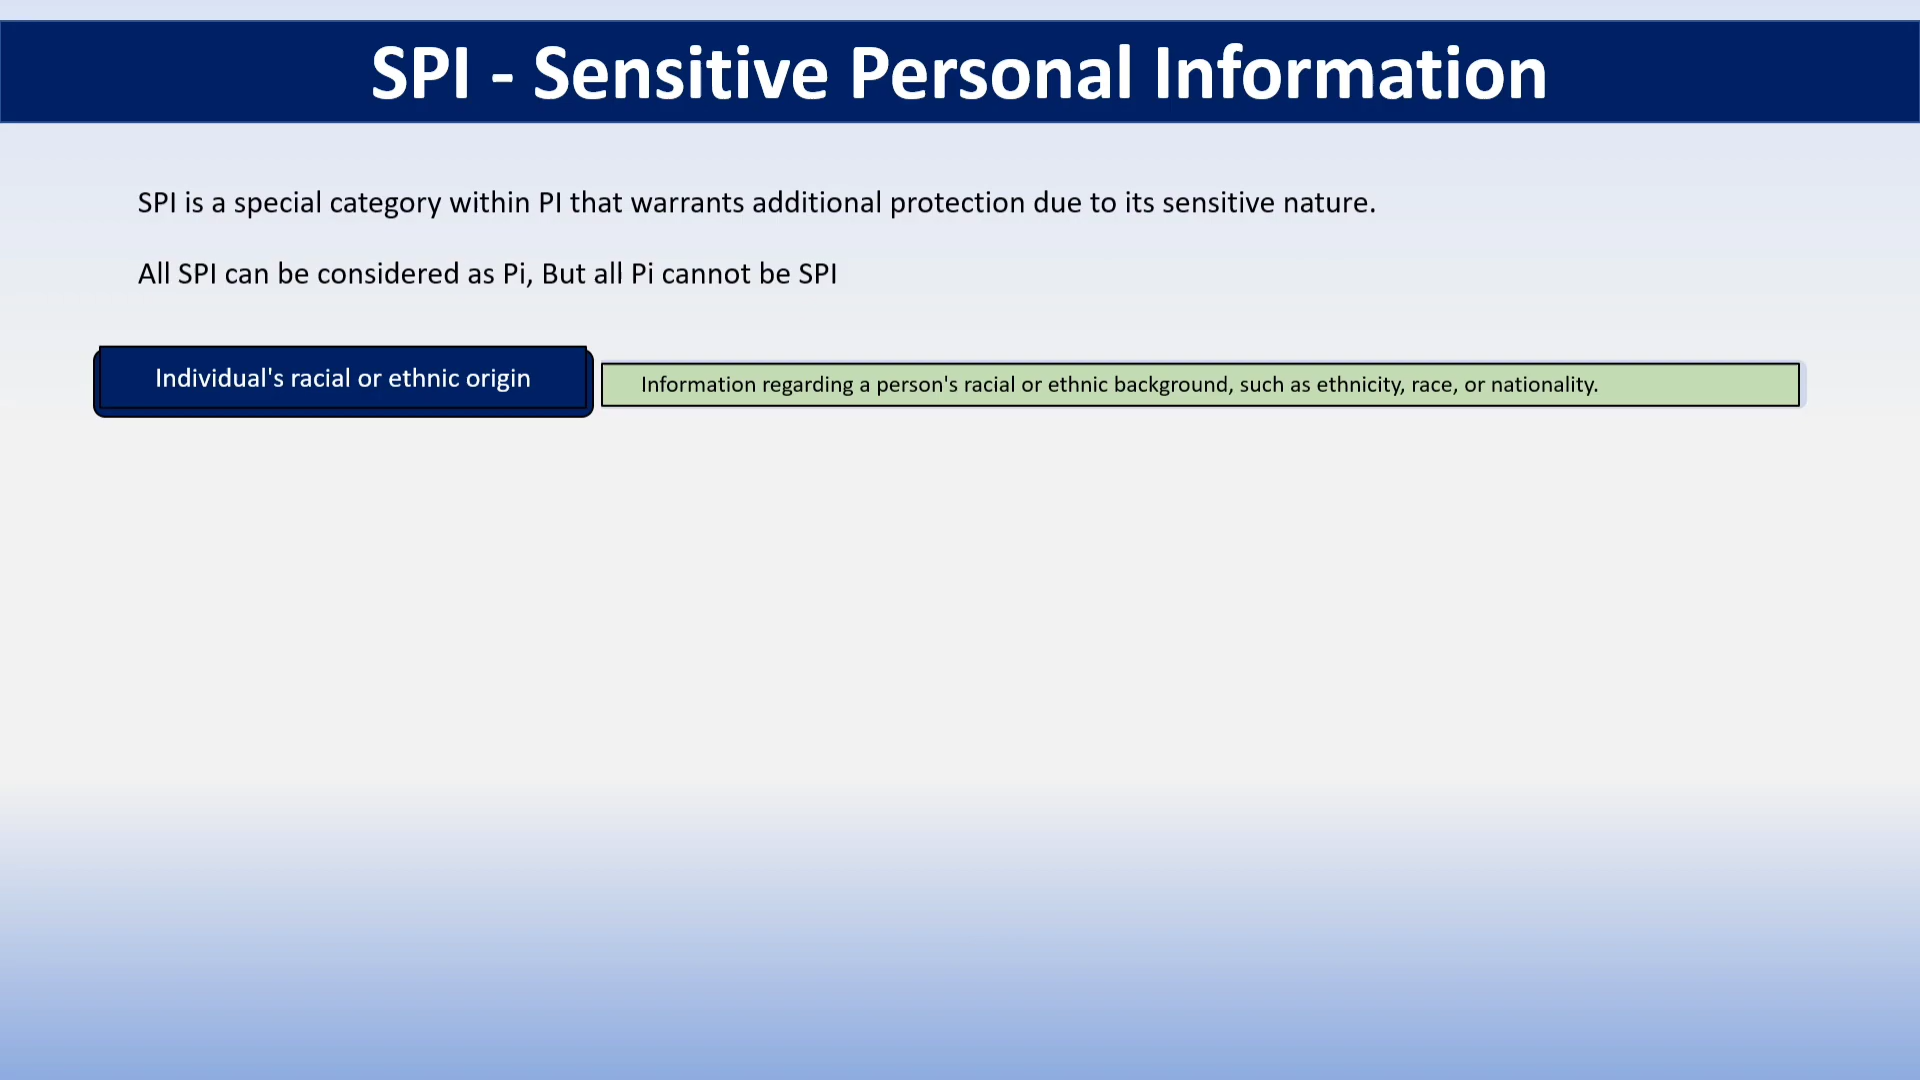 SPI - Sensitive Personal Information
SPI is a special category within PI that warrants additional protection due to its sensitive nature.
All SPI can be considered as Pi, But all Pi cannot be SPI
Individual's racial or ethnic origin
Information regarding a person's racial or ethnic background, such as ethnicity, race, or nationality.